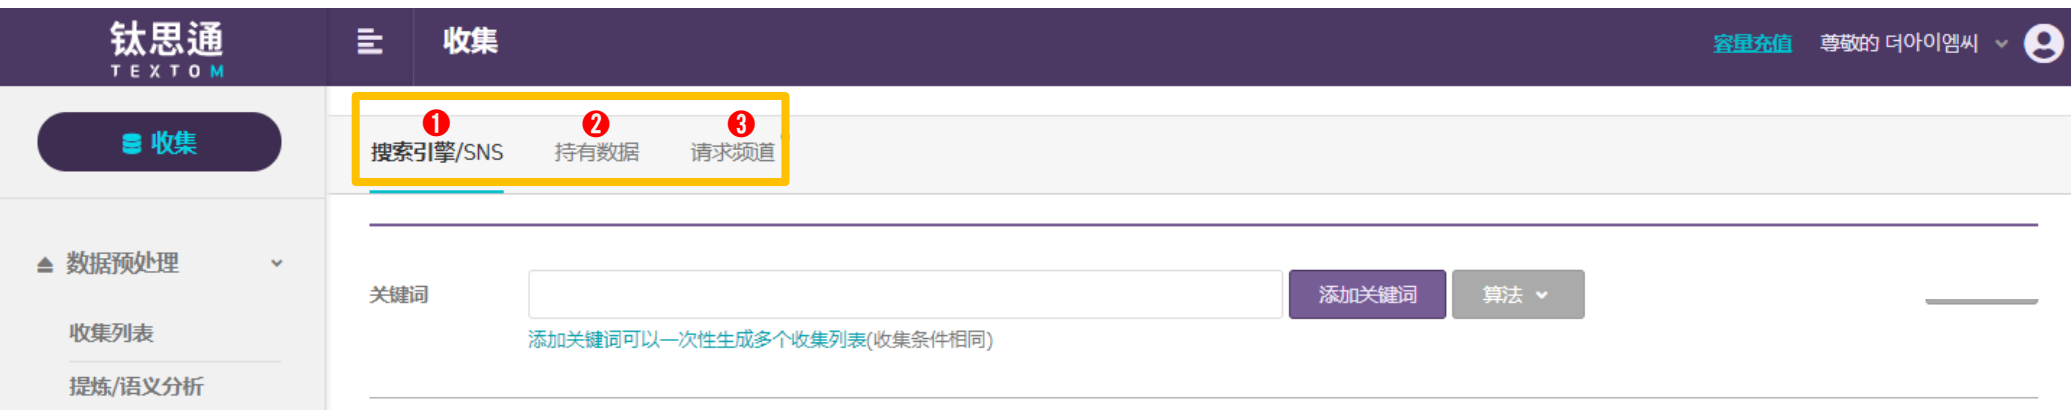 钛思通
TEXTOM
收集
容量充值
尊敬的 더아이엠씨
收集
1
2
3
搜索引擎/SNS
持有数据
请求频道
数据预处理
收集列表
提炼/语义分析
关键词
添加关键词
算法
添加关键词可以一次性生成多个收集列表(收集条件相同)